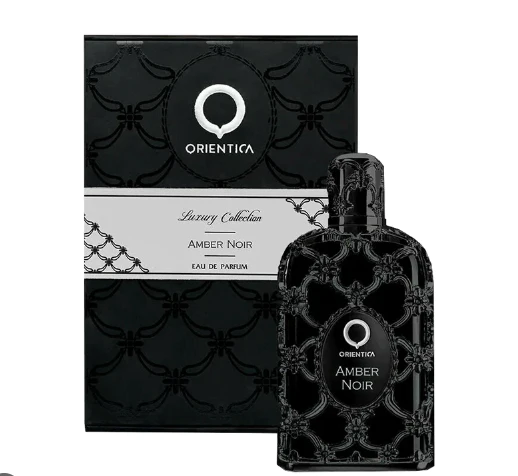 ORIENTICA
Luxury Collection
AMBER NOIR
EAU DE PARFUM
ORIENTICA
AMBER
NOIR